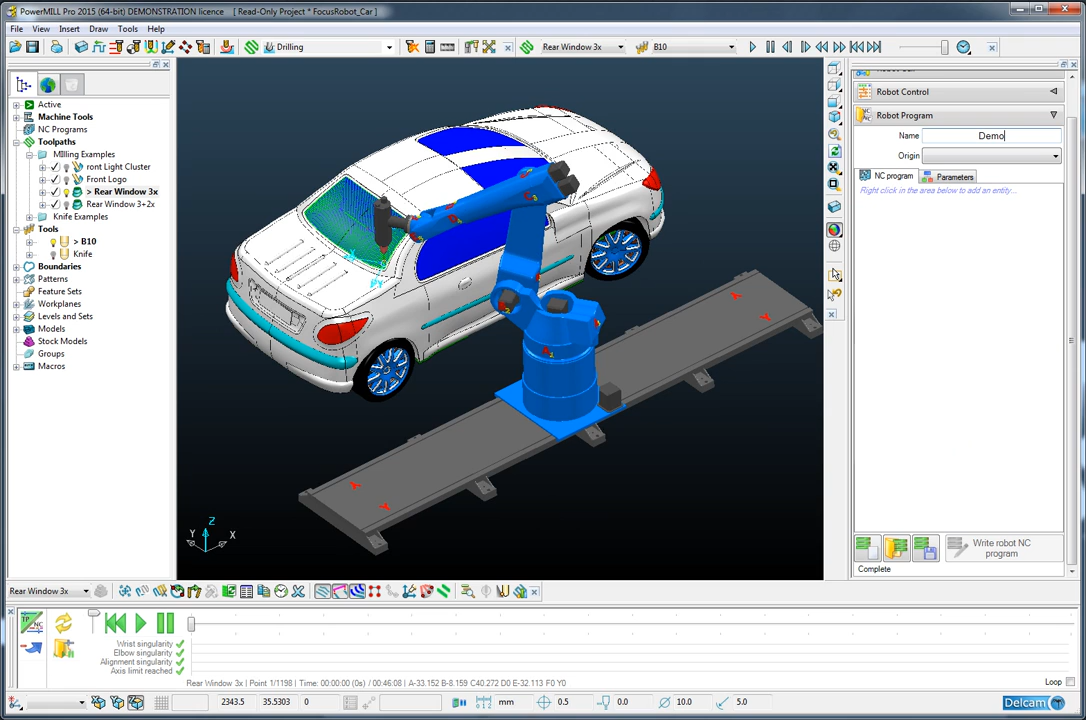 PowerMILL Pro 2015 (64-bit) DEMONSTRATION licence [ Read-Only Project * FocusRobot_Car ]
File View Insert Draw Tools Help
Drilling Rear Window 3x B10
Active
Machine Tools
NC Programs
Toolpaths
MIlling Examples
ront Light Cluster
Front Logo
> Rear Window 3x
Rear Window 3+2x
Knife Examples
Tools
> B10
Knife
Boundaries
Patterns
Feature Sets
Workplanes
Levels and Sets
Models
Stock Models
Groups
Macros
PY
Z
Y X
Robot Control
Robot Program
Name Demo
Origin
NC program Parameters
Right click in the area below to add an entity...
Write robot NC
program
Complete
Rear Window 3x
TP
NC
Wrist singularity
Elbow singularity
Alignment singularity
Axis limit reached
Rear Window 3x | Point: 1/1198 | Time: 00:00:00 (0s) / 00:46:08 | A-33.152 B-8.159 C40.272 D0 E-32.113 F0 Y0
Loop
2343.5 35.5303 0 mm 0.5 0.0 10.0 5.0
Delcam